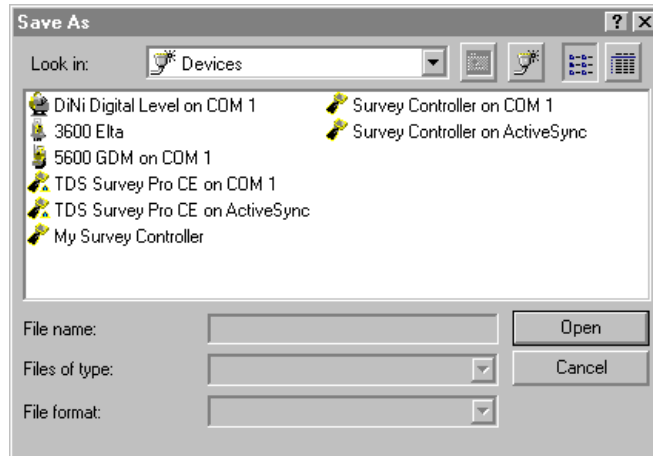 Save As
Look in: Devices
DiNi Digital Level on COM 1
3600 Elta
5600 GDM on COM 1
TDS Survey Pro CE on COM 1
TDS Survey Pro CE on ActiveSync
My Survey Controller
Survey Controller on COM 1
Survey Controller on ActiveSync
File name:
Open
Files of type:
Cancel
File format: